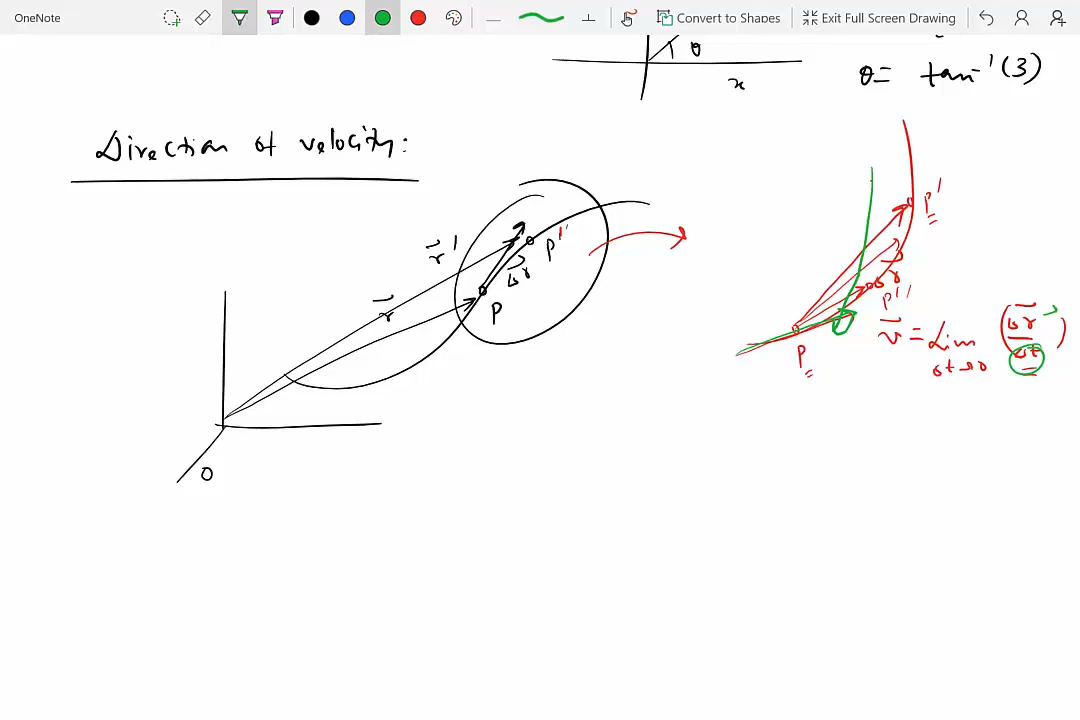 OneNote
Convert to Shapes
Exit Full Screen Drawing
θ
x
θ = tan⁻¹(3)
Direction of velocity:
r⃗'
r⃗
Δr⃗
P'
P
O
P'
Δr⃗
P''
P
v⃗ = Lim Δt→0 (Δr⃗/Δt)